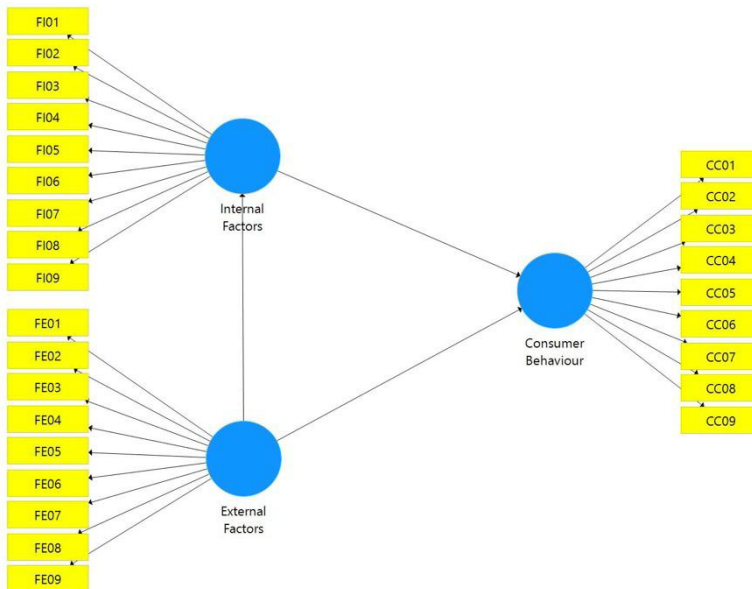 FI01
FI02
FI03
FI04
FI05
FI06
FI07
FI08
FI09
Internal
Factors
FE01
FE02
FE03
FE04
FE05
FE06
FE07
FE08
FE09
External
Factors
Consumer
Behaviour
CC01
CC02
CC03
CC04
CC05
CC06
CC07
CC08
CC09